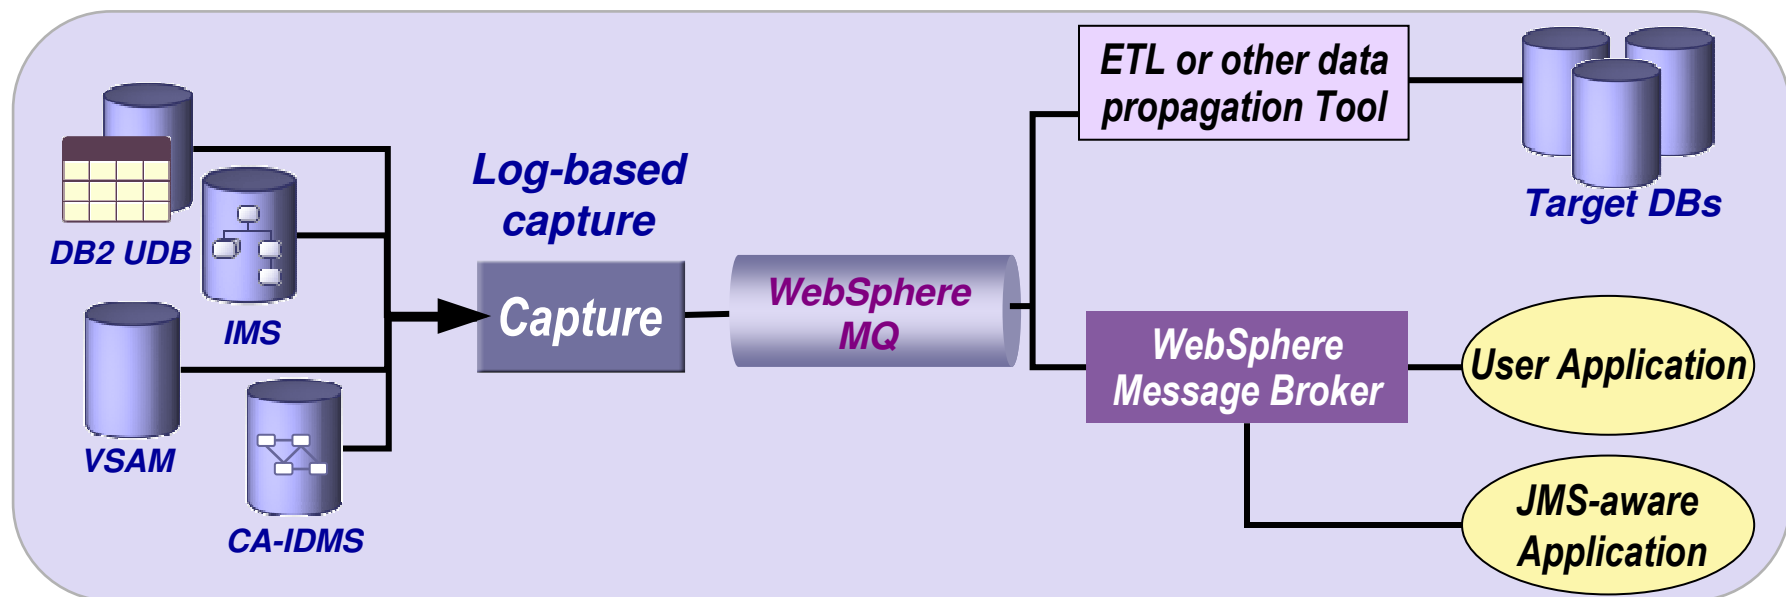 DB2 UDB
IMS
VSAM
CA-IDMS
Log-based
capture
Capture
WebSphere
MQ
ETL or other data
propagation Tool
Target DBs
WebSphere
Message Broker
User Application
JMS-aware
Application